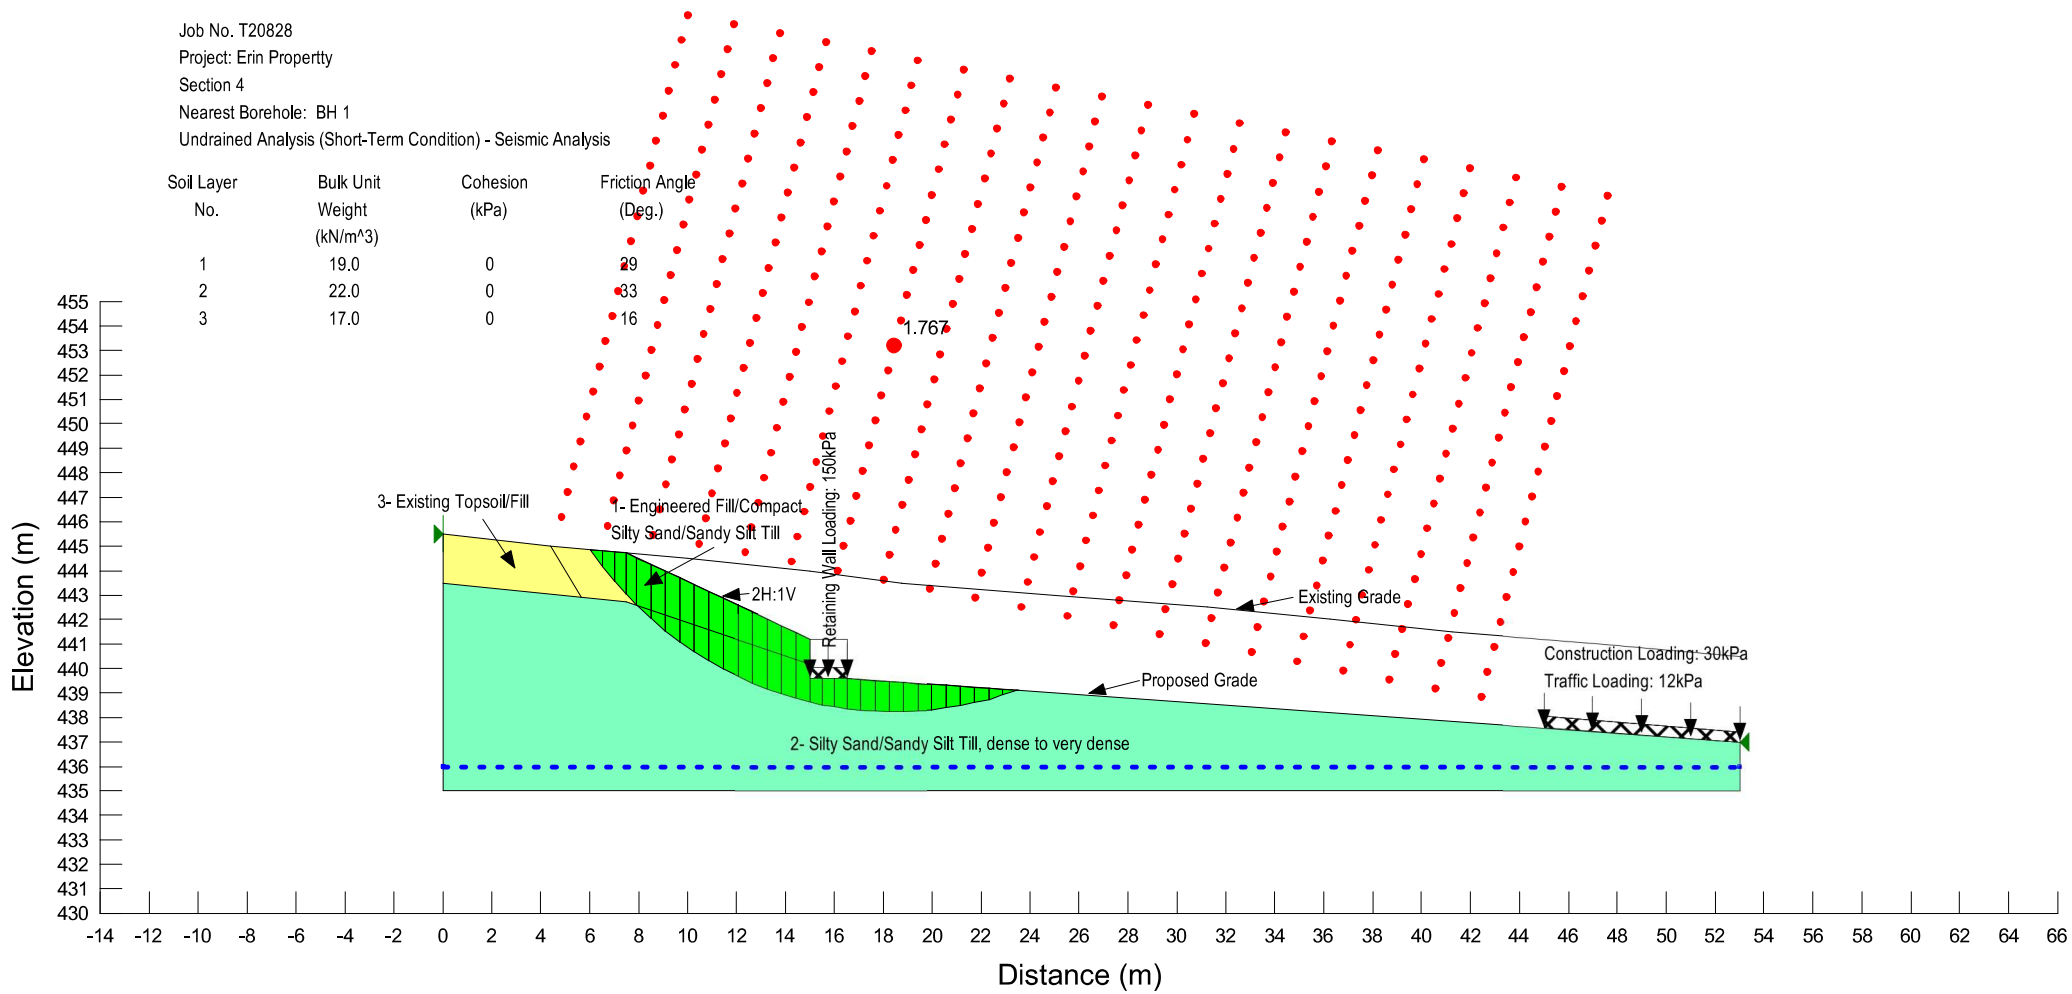 Job No. T20828
Project: Erin Propertty
Section 4
Nearest Borehole: BH 1
Undrained Analysis (Short-Term Condition) - Seismic Analysis
Soil Layer Bulk Unit Cohesion Friction Angle
No. Weight (kPa) (Deg.)
(kN/m^3)
1 19.0 0 29
2 22.0 0 33
3 17.0 0 16
1.767
455
454
453
452
451
450
449
448
447
446
445
444
443
442
441
440
439
438
437
436
435
434
433
432
431
430
Elevation (m)
3- Existing Topsoil/Fill
1- Engineered Fill/Compact
Silty Sand/Sandy Silt Till
2H:1V
Retaining Wall Loading: 150kPa
Existing Grade
Proposed Grade
Construction Loading: 30kPa
Traffic Loading: 12kPa
2- Silty Sand/Sandy Silt Till, dense to very dense
-14 -12 -10 -8 -6 -4 -2 0 2 4 6 8 10 12 14 16 18 20 22 24 26 28 30 32 34 36 38 40 42 44 46 48 50 52 54 56 58 60 62 64 66
Distance (m)